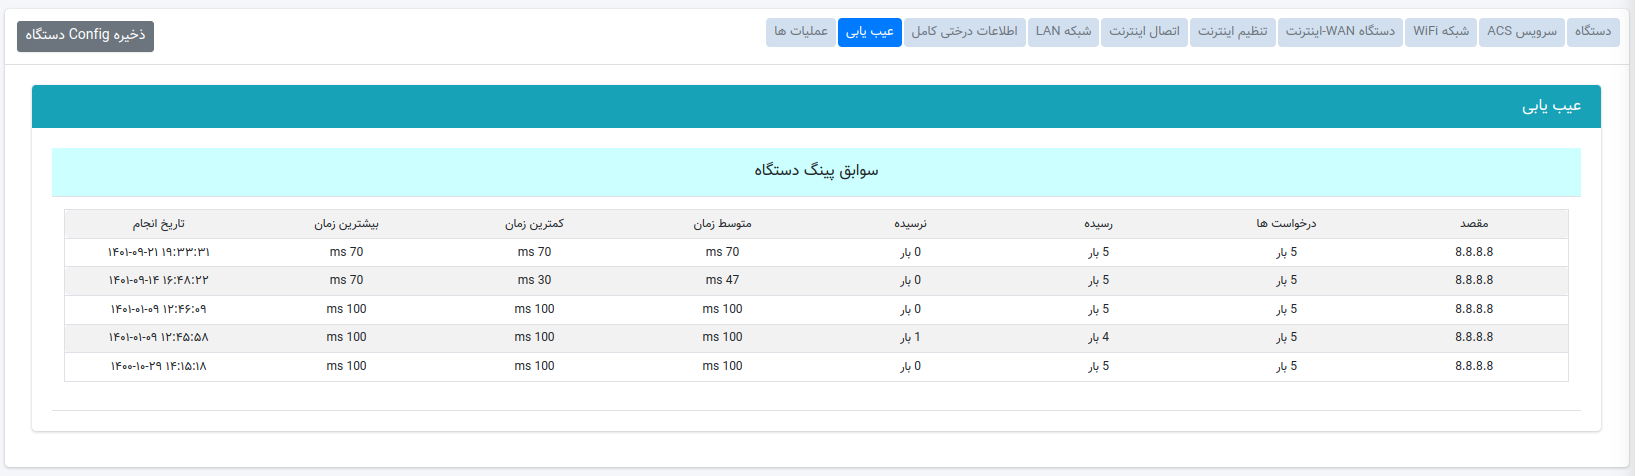 دستگاه سرویس ACS شبکه WiFi دستگاه WAN-اینترنت تنظیم اینترنت اتصال اینترنت شبکه LAN اطلاعات درختی کامل عیب یابی عملیات ها ذخیره Config دستگاه
عیب یابی
سوابق پینگ دستگاه
مقصد درخواست ها رسیده نرسیده متوسط زمان کمترین زمان بیشترین زمان تاریخ انجام
8.8.8.8 5 بار 5 بار 0 بار 70 ms 70 ms 70 ms ۱۴۰۱-۰۹-۲۱ ۱۹:۳۳:۳۱
8.8.8.8 5 بار 5 بار 0 بار 47 ms 30 ms 70 ms ۱۴۰۱-۰۹-۱۴ ۱۶:۴۸:۲۲
8.8.8.8 5 بار 5 بار 0 بار 100 ms 100 ms 100 ms ۱۴۰۱-۰۱-۰۹ ۱۲:۴۶:۰۹
8.8.8.8 5 بار 4 بار 1 بار 100 ms 100 ms 100 ms ۱۴۰۱-۰۱-۰۹ ۱۲:۴۵:۵۸
8.8.8.8 5 بار 5 بار 0 بار 100 ms 100 ms 100 ms ۱۴۰۰-۱۰-۲۹ ۱۴:۱۵:۱۸